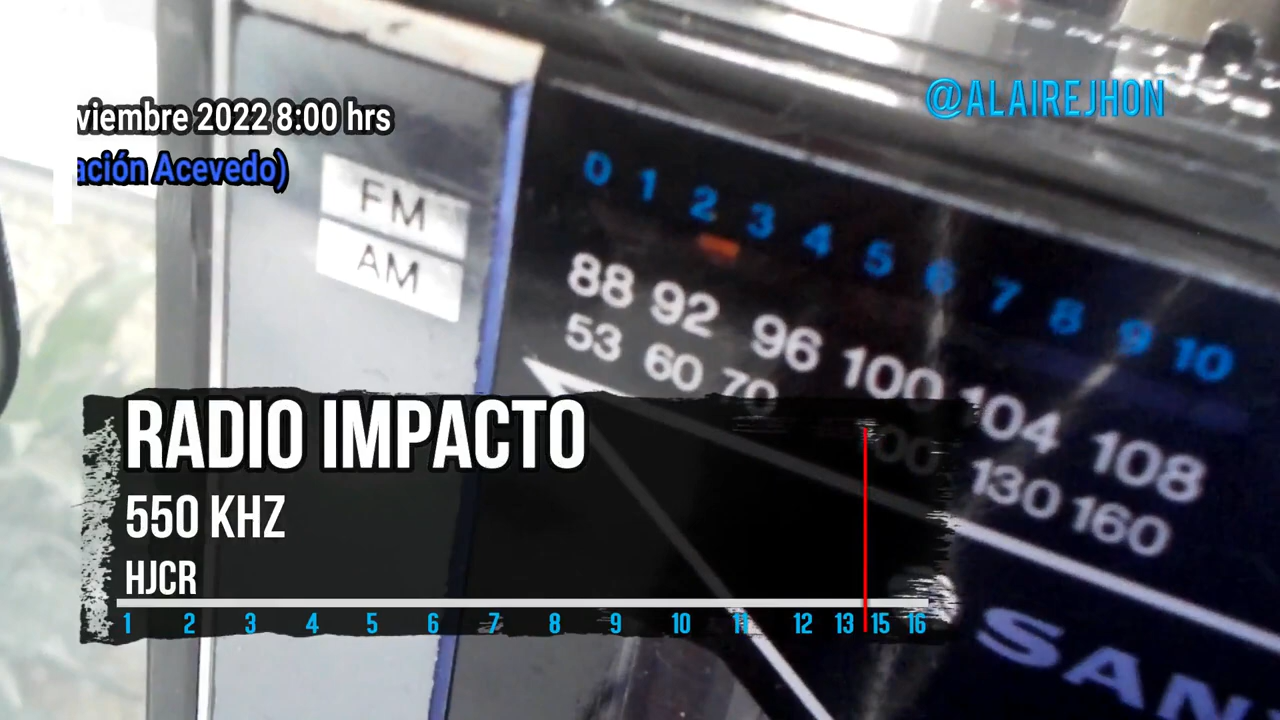 @ALAIREJHON
viembre 2022 8:00 hrs
ación Acevedo)
FM
AM
0 1 2 3 4 5 6 7 8 9 10
88 92 96 100 104 108
53 60 70 130 160
RADIO IMPACTO
550 KHZ
HJCR
1 2 3 4 5 6 7 8 9 10 11 12 13 15 16
SAN